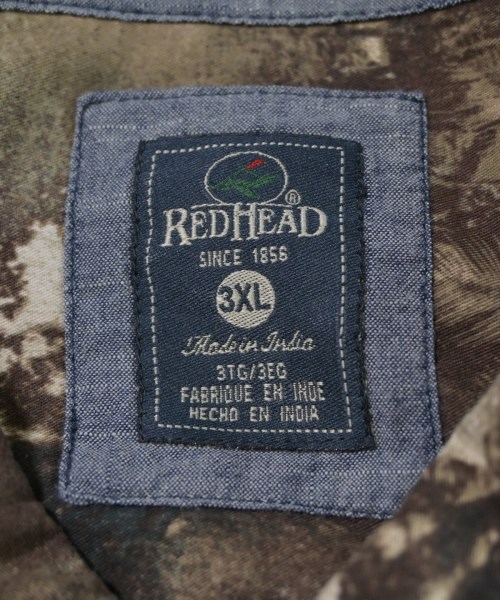 REDHEAD®
SINCE 1856
3XL
Made in India
3TG/3EG
FABRIQUE EN INDE
HECHO EN INDIA